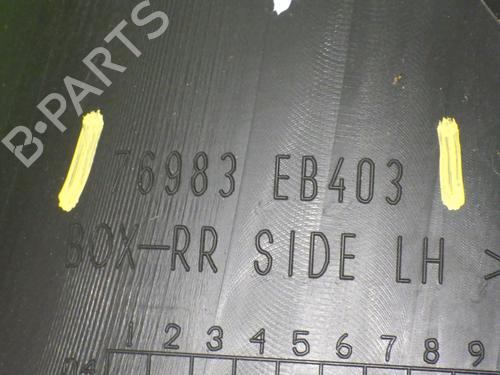 B-PARTS
76983 EB403
BOX-RR SIDE LH >
1 2 3 4 5 6 7 8 9